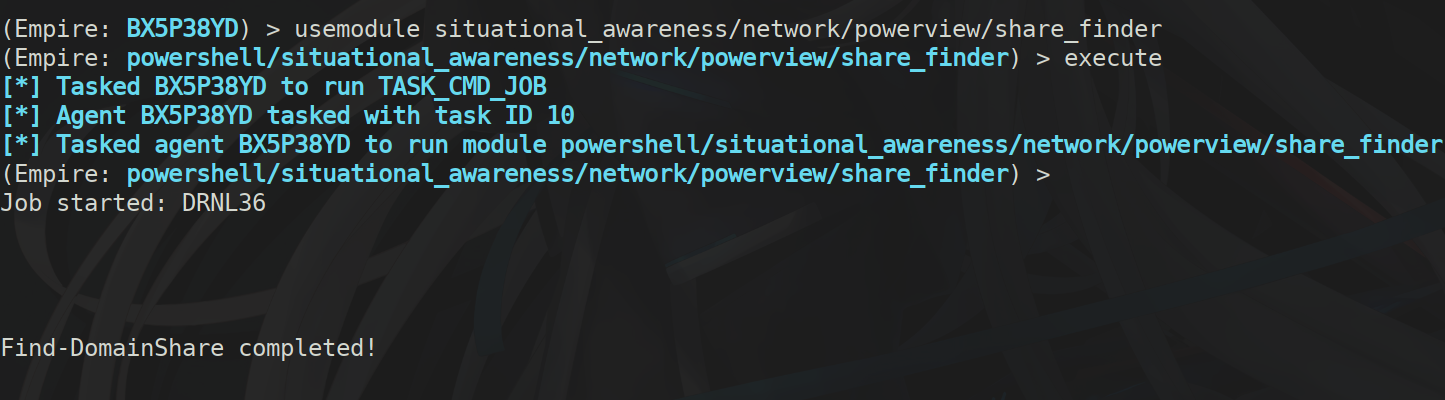 (Empire: BX5P38YD) > usemodule situational_awareness/network/powerview/share_finder
(Empire: powershell/situational_awareness/network/powerview/share_finder) > execute
[*] Tasked BX5P38YD to run TASK_CMD_JOB
[*] Agent BX5P38YD tasked with task ID 10
[*] Tasked agent BX5P38YD to run module powershell/situational_awareness/network/powerview/share_finder
(Empire: powershell/situational_awareness/network/powerview/share_finder) >
Job started: DRNL36
Find-DomainShare completed!